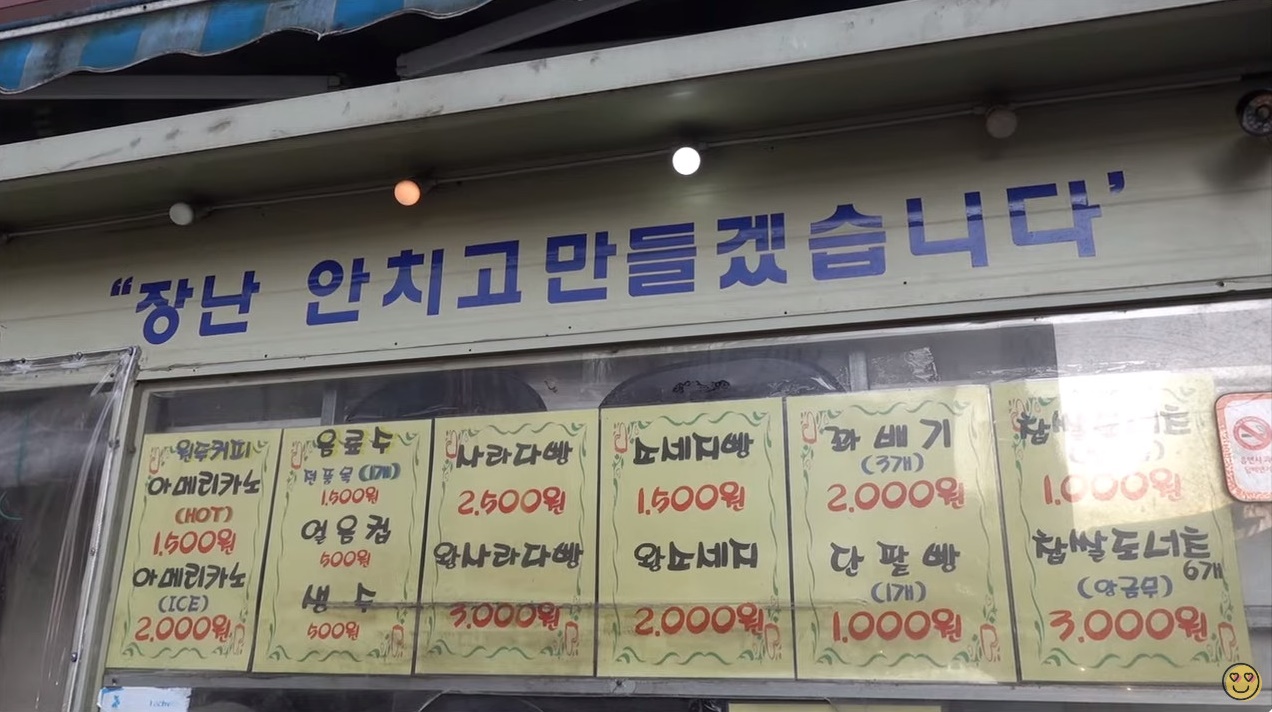 “장난 안치고만들겠습니다’
원두커피
아메리카노
(HOT)
1.500원
아메리카노
(ICE)
2.000원
음료수
전품목 (1개)
1.500원
얼음컵
500원
생수
500원
사라다빵
2.500원
왕사라다빵
3.000원
소세지빵
1.500원
왕소세지
2.000원
꽈배기
(3개)
2.000원
단팥빵
(1개)
1.000원
1.000원
찹쌀도너츠
6개
(앙금무)
3.000원